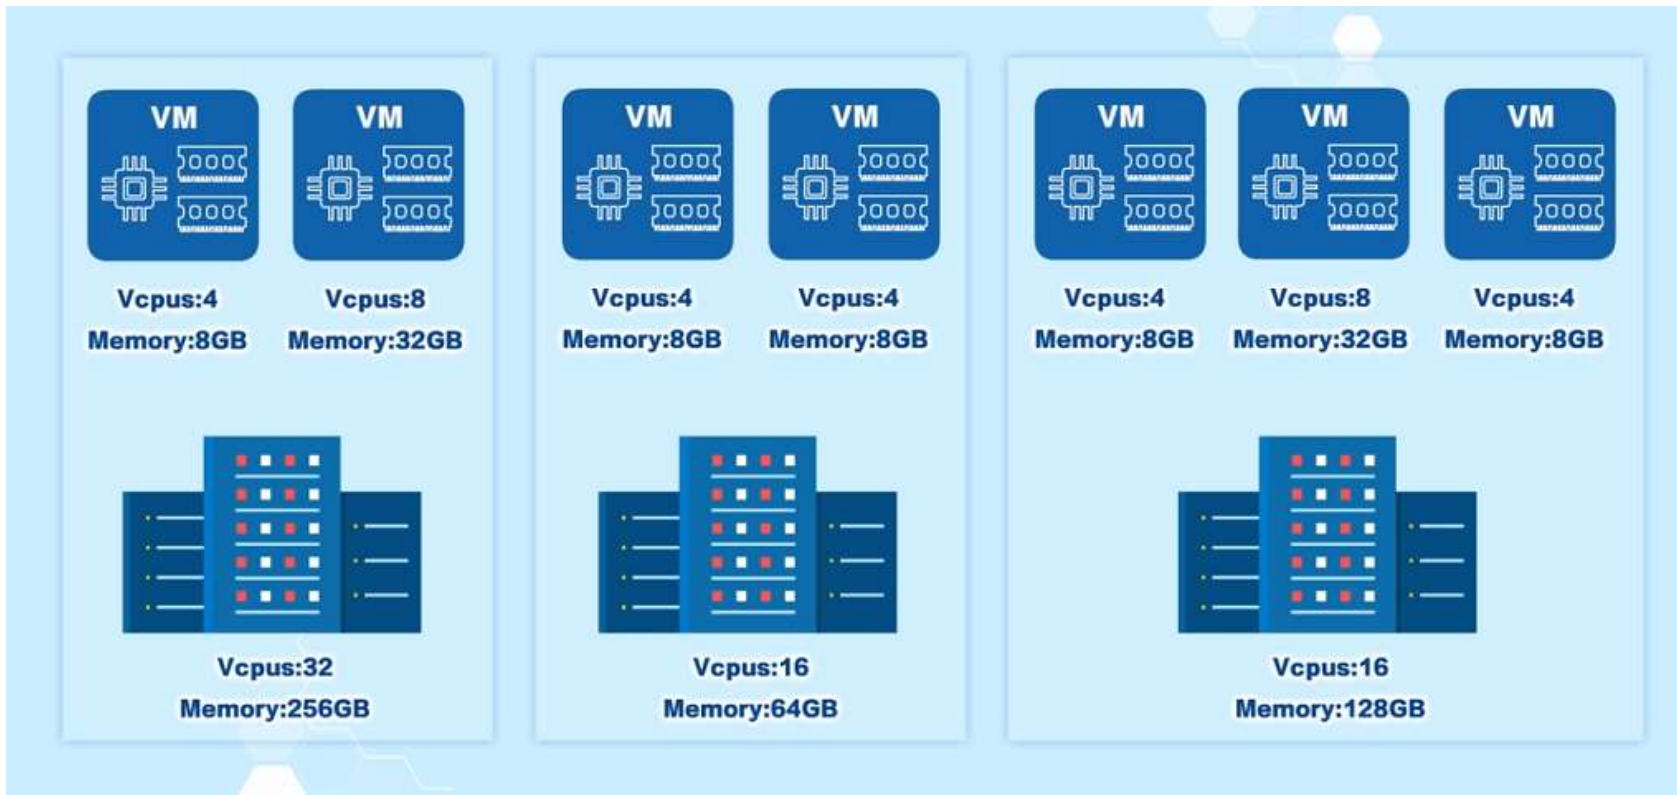 VM
VM
Vcpus:4
Vcpus:8
Memory:8GB
Memory:32GB
Vcpus:32
Memory:256GB
VM
VM
Vcpus:4
Vcpus:4
Memory:8GB
Memory:8GB
Vcpus:16
Memory:64GB
VM
VM
VM
Vcpus:4
Vcpus:8
Vcpus:4
Memory:8GB
Memory:32GB
Memory:8GB
Vcpus:16
Memory:128GB